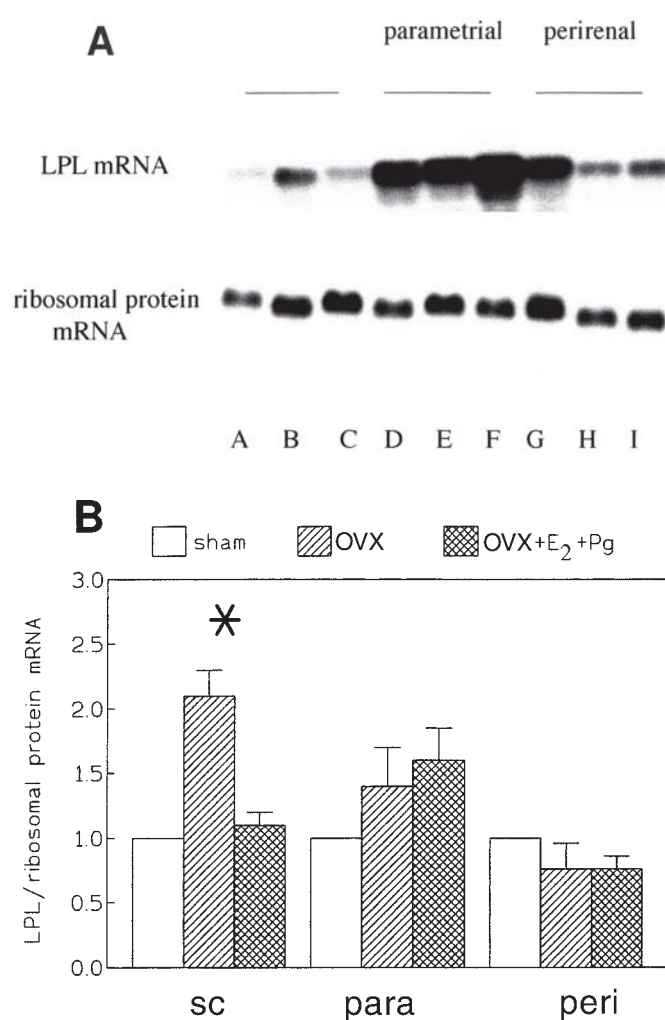 A
parametrial perirenal
LPL mRNA
ribosomal protein
mRNA
A B C D E F G H I
B
sham OVX OVX+E₂+Pg
LPL/ribosomal protein mRNA
3.0
2.5
2.0
1.5
1.0
0.5
0.0
*
sc para peri